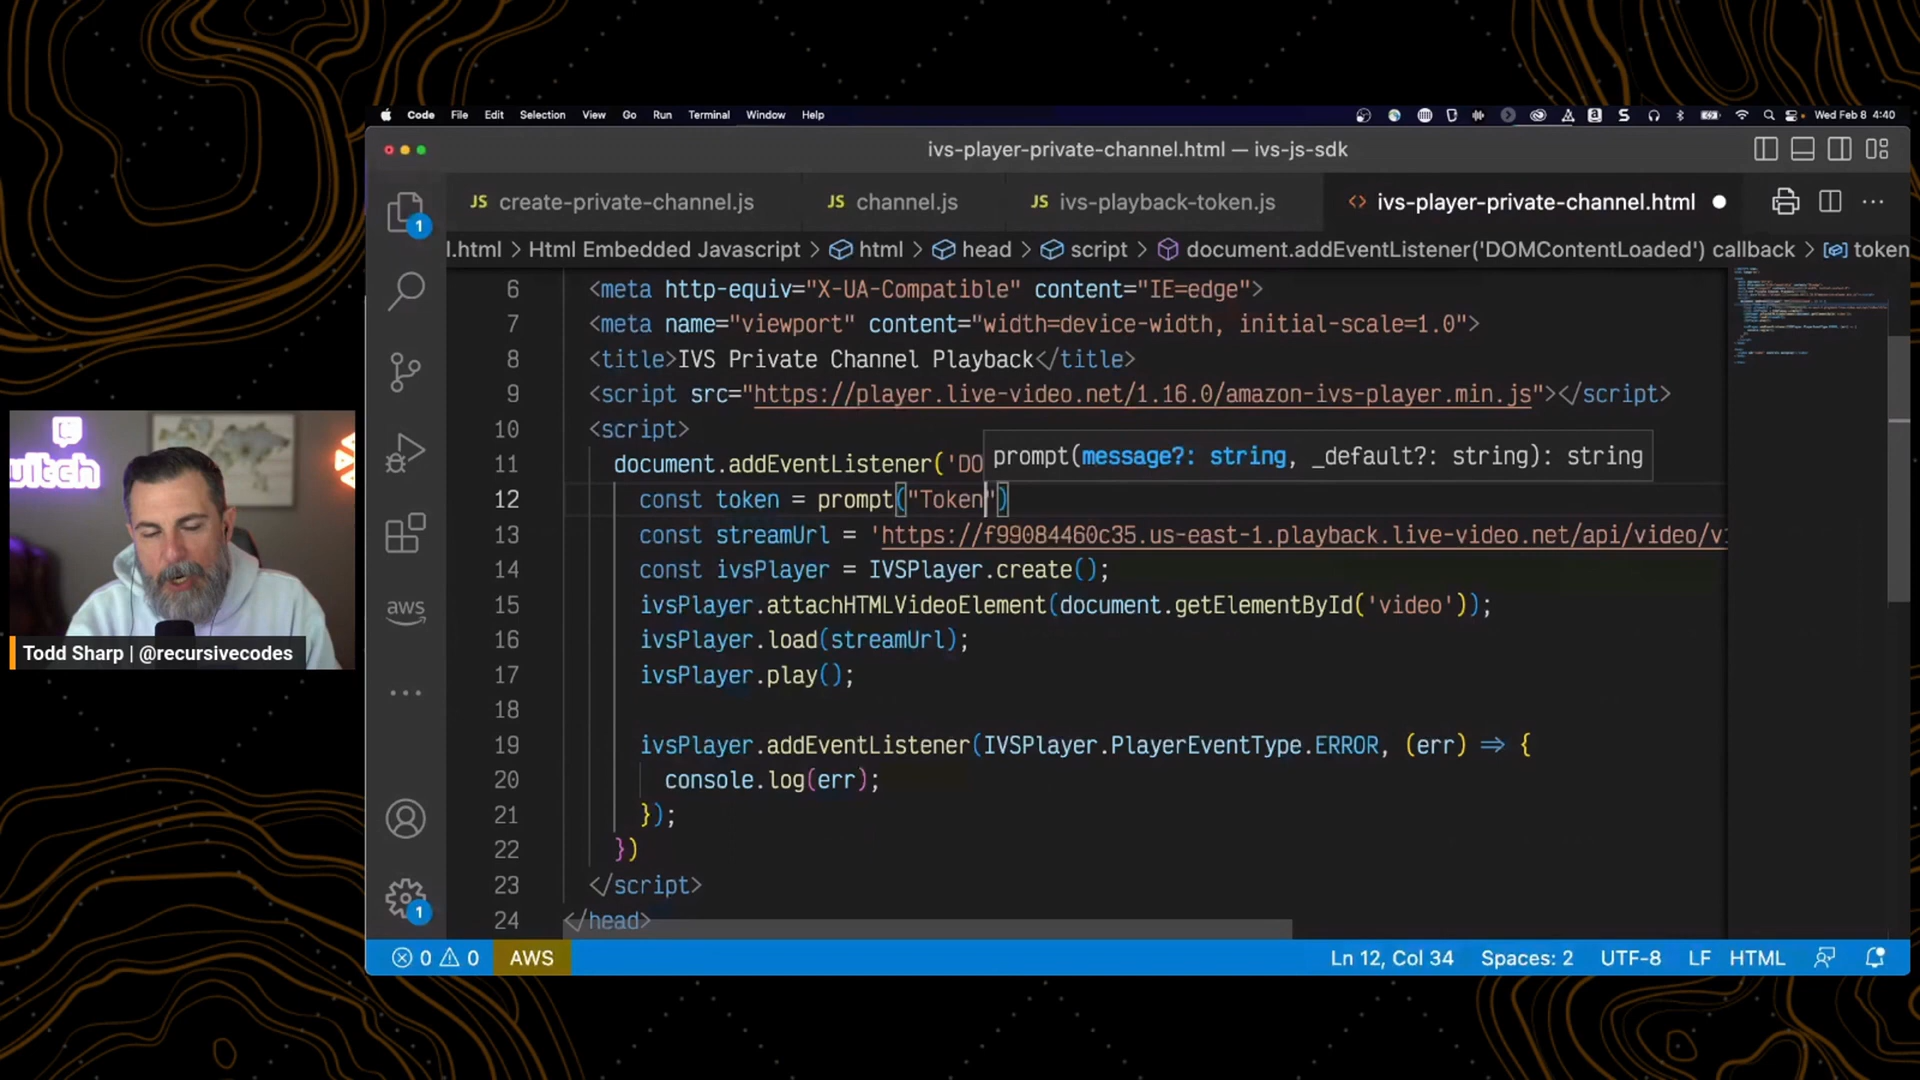 Code File Edit Selection View Go Run Terminal Window Help
Wed Feb 8 4:40
ivs-player-private-channel.html — ivs-js-sdk
JS create-private-channel.js
JS channel.js
JS ivs-playback-token.js
<> ivs-player-private-channel.html
l.html > Html Embedded Javascript > html > head > script > document.addEventListener('DOMContentLoaded') callback > token
6 <meta http-equiv="X-UA-Compatible" content="IE=edge">
7 <meta name="viewport" content="width=device-width, initial-scale=1.0">
8 <title>IVS Private Channel Playback</title>
9 <script src="https://player.live-video.net/1.16.0/amazon-ivs-player.min.js"></script>
10 <script>
11 document.addEventListener('DO
prompt(message?: string, _default?: string): string
12 const token = prompt("Token")
13 const streamUrl = 'https://f99084460c35.us-east-1.playback.live-video.net/api/video/v1
14 const ivsPlayer = IVSPlayer.create();
15 ivsPlayer.attachHTMLVideoElement(document.getElementById('video'));
16 ivsPlayer.load(streamUrl);
17 ivsPlayer.play();
18
19 ivsPlayer.addEventListener(IVSPlayer.PlayerEventType.ERROR, (err) => {
20 console.log(err);
21 });
22 })
23 </script>
24 </head>
1
aws
1
0 0 AWS
Ln 12, Col 34 Spaces: 2 UTF-8 LF HTML
twitch
Todd Sharp | @recursivecodes